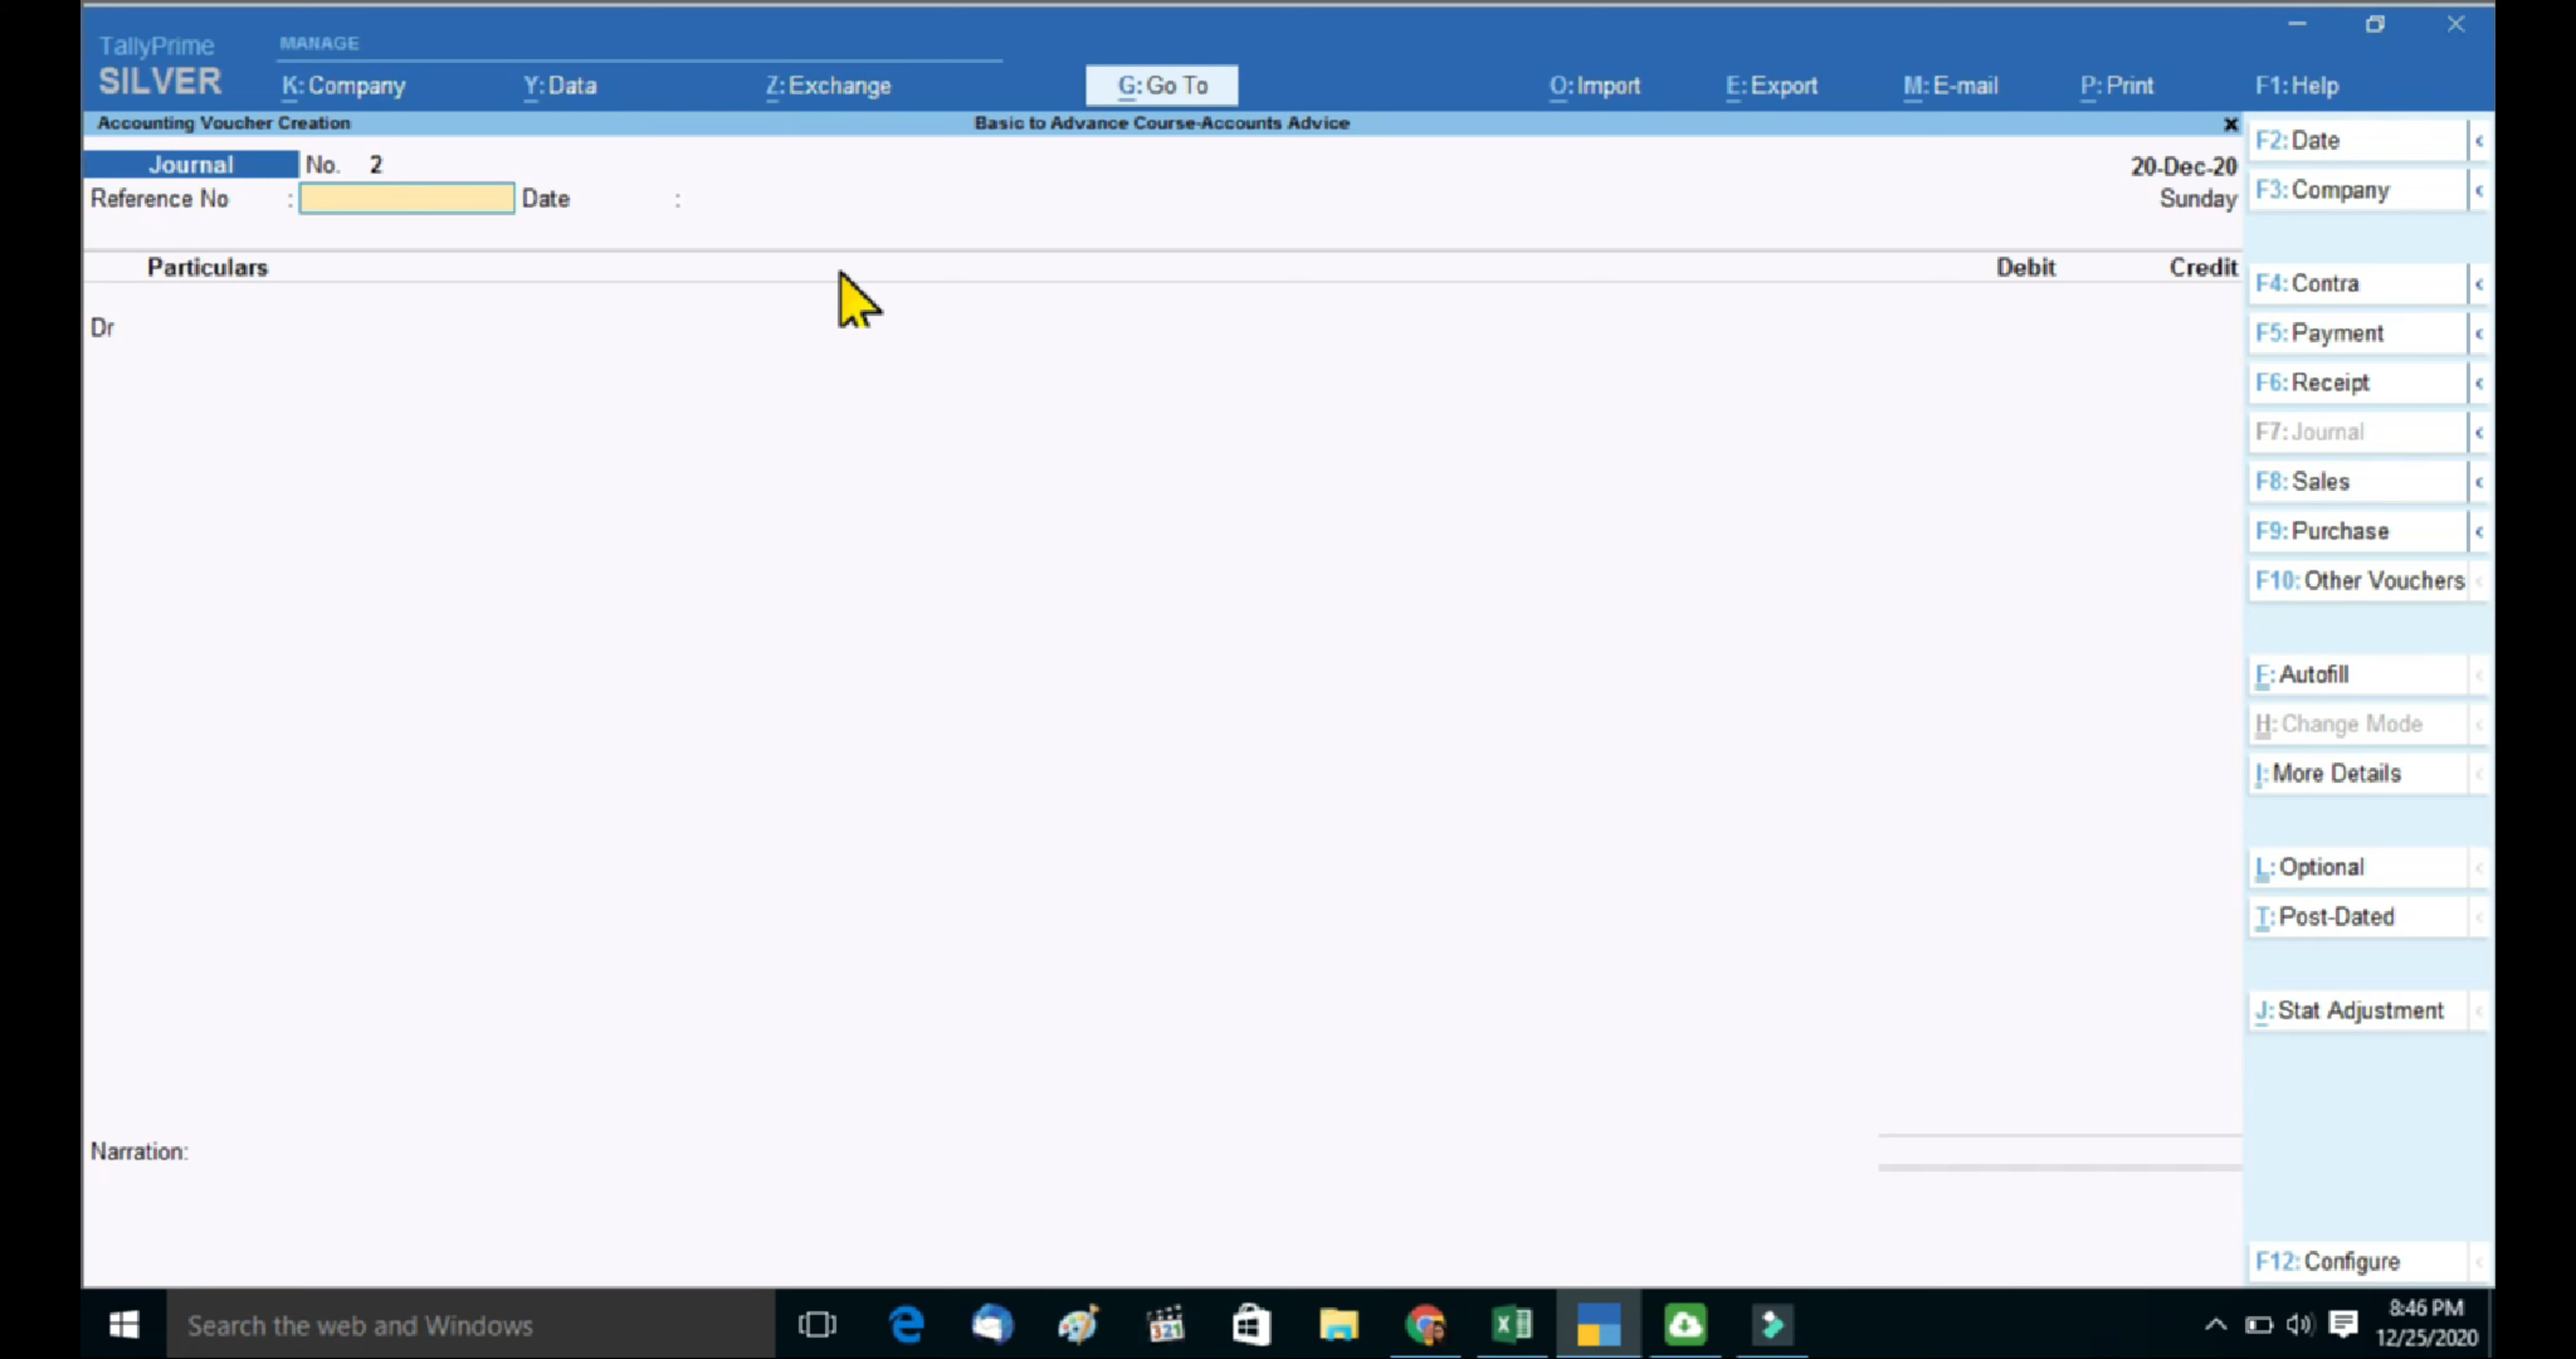 TallyPrime
SILVER
MANAGE
K: Company
Y: Data
Z: Exchange
G: Go To
O: Import
E: Export
M: E-mail
P: Print
F1: Help
Accounting Voucher Creation
Basic to Advance Course-Accounts Advice
Journal
No. 2
20-Dec-20
Reference No :
Date :
Sunday
Particulars
Debit
Credit
Dr
Narration:
F2: Date
F3: Company
F4: Contra
F5: Payment
F6: Receipt
F7: Journal
F8: Sales
F9: Purchase
F10: Other Vouchers
F: Autofill
H: Change Mode
I: More Details
L: Optional
T: Post-Dated
J: Stat Adjustment
F12: Configure
Search the web and Windows
321
8:46 PM
12/25/2020